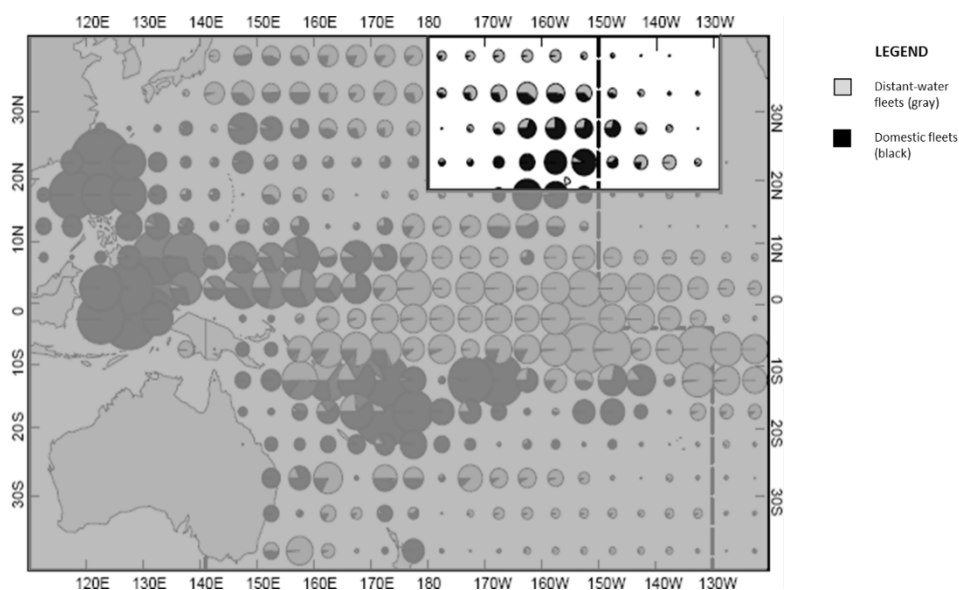 120E 130E 140E 150E 160E 170E 180 170W 160W 150W 140W 130W
LEGEND
Distant-water
fleets (gray)
Domestic fleets
(black)
30N 30N
20N 20N
10N 10N
0 0
10S 10S
20S 20S
30S 30S
120E 130E 140E 150E 160E 170E 180 170W 160W 150W 140W 130W